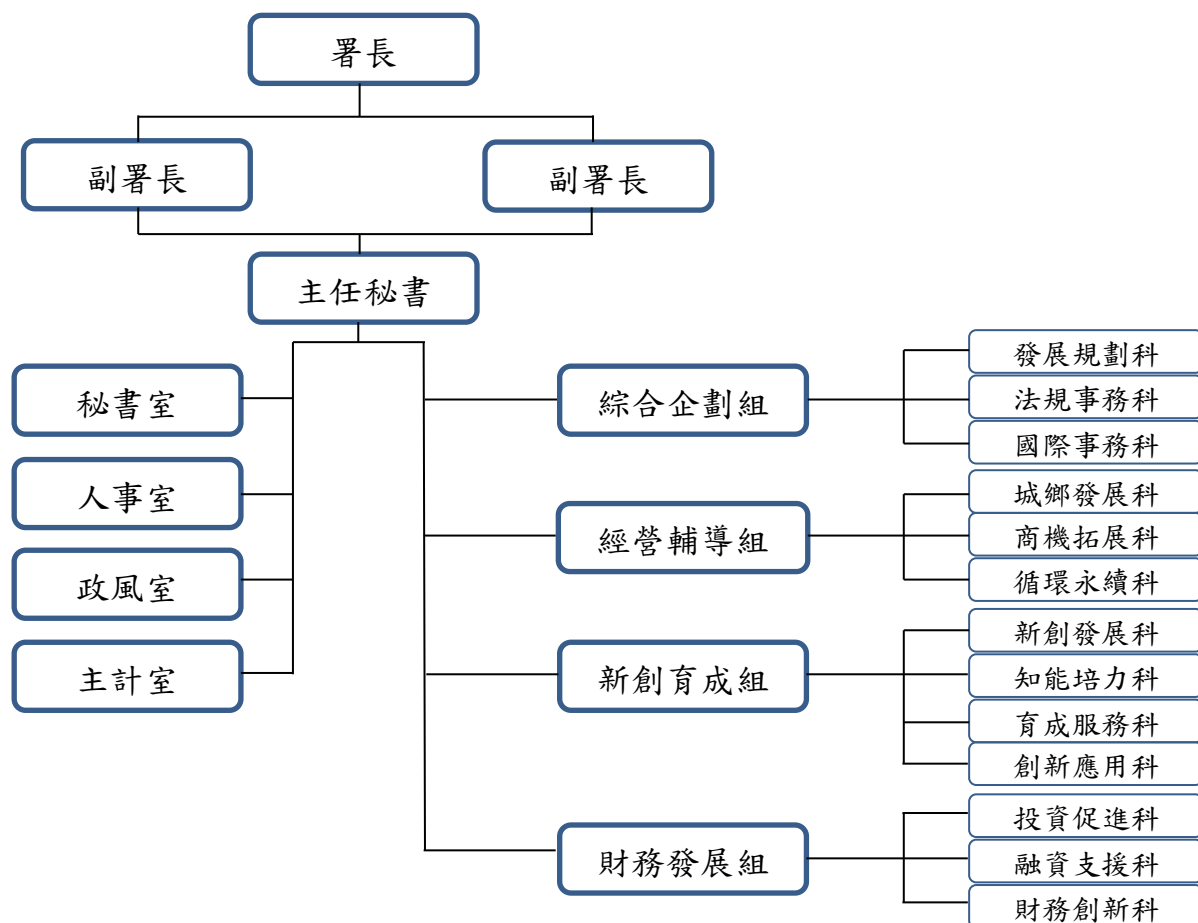 署長
副署長
副署長
主任秘書
秘書室
人事室
政風室
主計室
綜合企劃組
發展規劃科
法規事務科
國際事務科
經營輔導組
城鄉發展科
商機拓展科
循環永續科
新創育成組
新創發展科
知能培力科
育成服務科
創新應用科
財務發展組
投資促進科
融資支援科
財務創新科